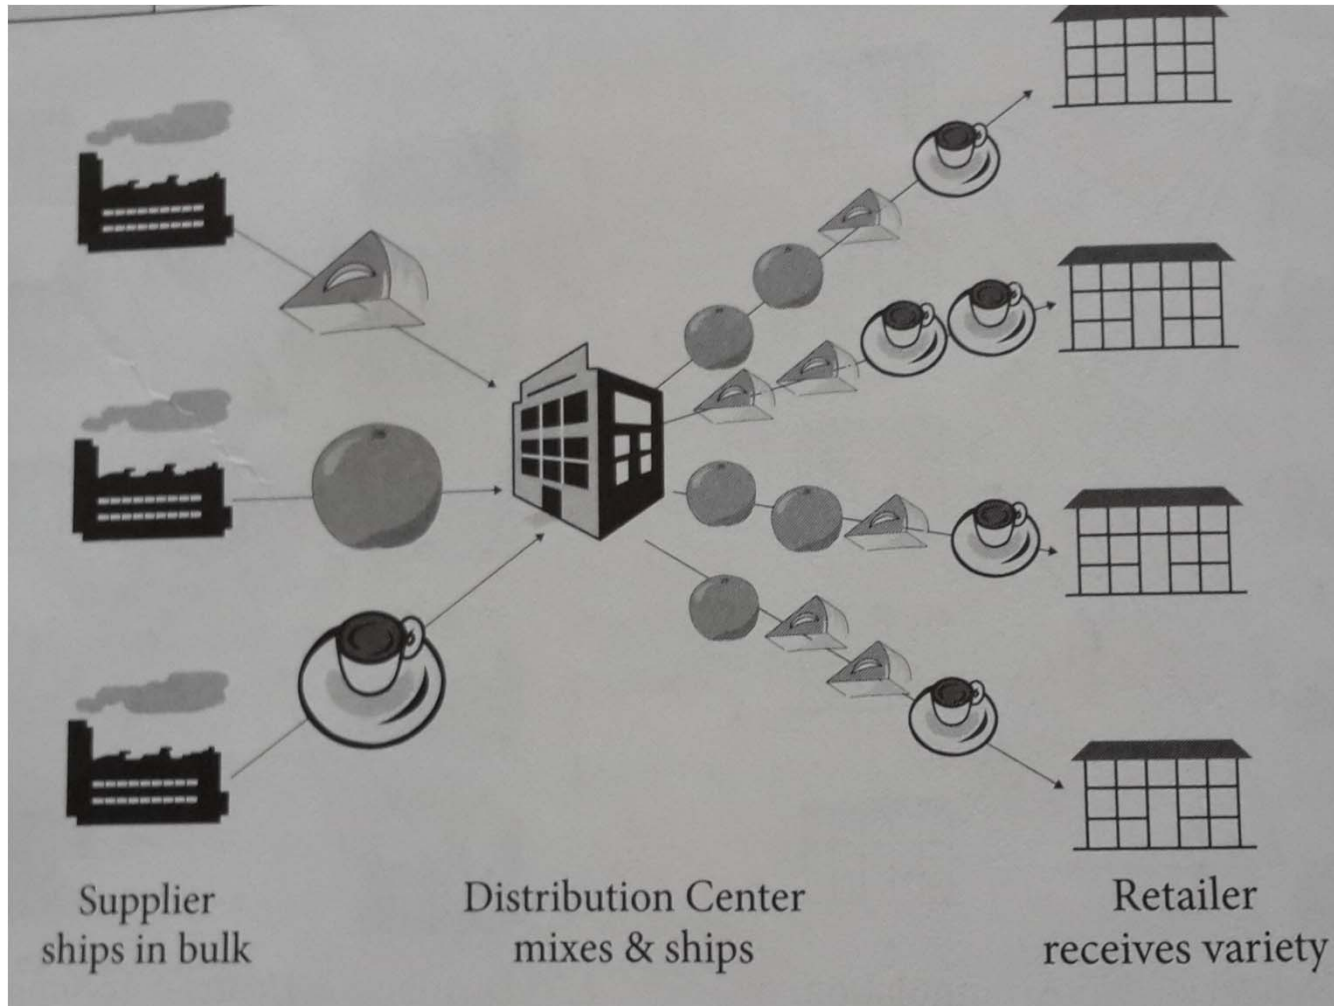 Supplier
ships in bulk
Distribution Center
mixes & ships
Retailer
receives variety